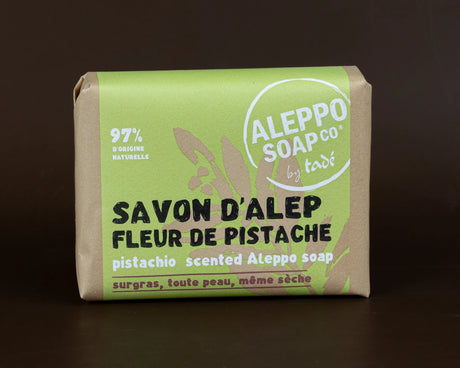 97%
D'ORIGINE
NATURELLE
ALEPPO
SOAP CO®
by tadé
SAVON D'ALEP
FLEUR DE PISTACHE
pistachio scented Aleppo soap
surgras, toute peau, même sèche